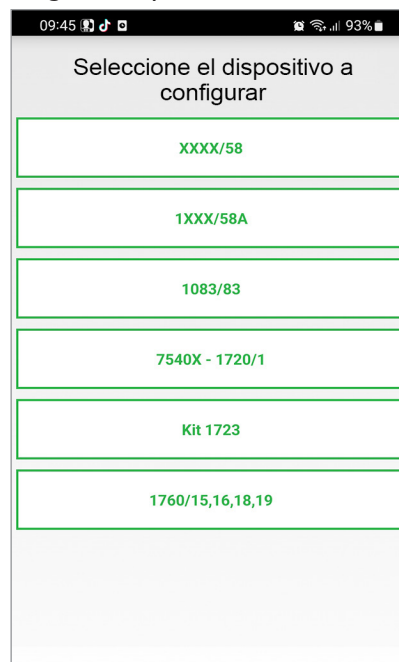 09:45 93%
Seleccione el dispositivo a
configurar
XXXX/58
1XXX/58A
1083/83
7540X - 1720/1
Kit 1723
1760/15,16,18,19